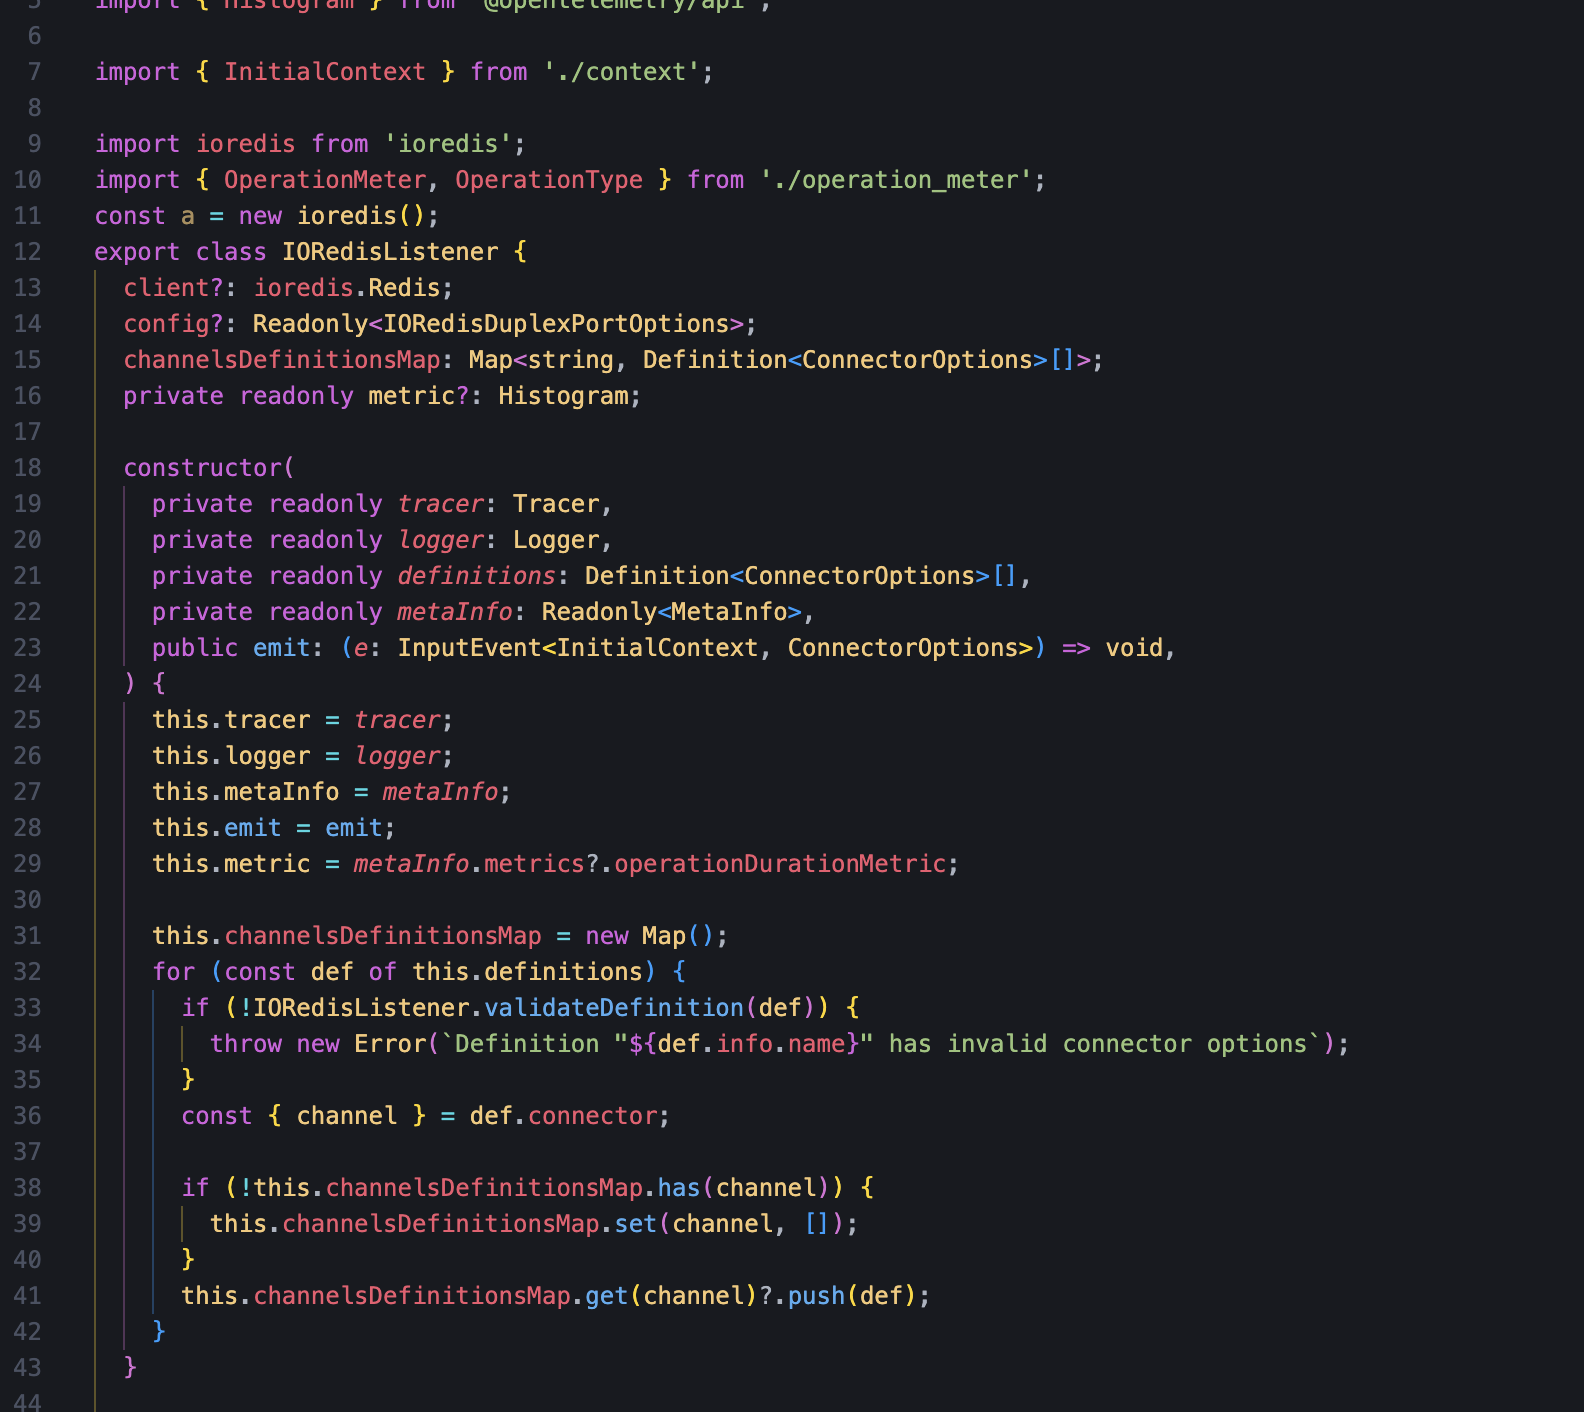 5 import { Histogram } from '@opentelemetry/api';
6
7 import { InitialContext } from './context';
8
9 import ioredis from 'ioredis';
10 import { OperationMeter, OperationType } from './operation_meter';
11 const a = new ioredis();
12 export class IORedisListener {
13   client?: ioredis.Redis;
14   config?: Readonly<IORedisDuplexPortOptions>;
15   channelsDefinitionsMap: Map<string, Definition<ConnectorOptions>[]>;
16   private readonly metric?: Histogram;
17
18   constructor(
19     private readonly tracer: Tracer,
20     private readonly logger: Logger,
21     private readonly definitions: Definition<ConnectorOptions>[],
22     private readonly metaInfo: Readonly<MetaInfo>,
23     public emit: (e: InputEvent<InitialContext, ConnectorOptions>) => void,
24   ) {
25     this.tracer = tracer;
26     this.logger = logger;
27     this.metaInfo = metaInfo;
28     this.emit = emit;
29     this.metric = metaInfo.metrics?.operationDurationMetric;
30
31     this.channelsDefinitionsMap = new Map();
32     for (const def of this.definitions) {
33       if (!IORedisListener.validateDefinition(def)) {
34         throw new Error(`Definition "${def.info.name}" has invalid connector options`);
35       }
36       const { channel } = def.connector;
37
38       if (!this.channelsDefinitionsMap.has(channel)) {
39         this.channelsDefinitionsMap.set(channel, []);
40       }
41       this.channelsDefinitionsMap.get(channel)?.push(def);
42     }
43   }
44